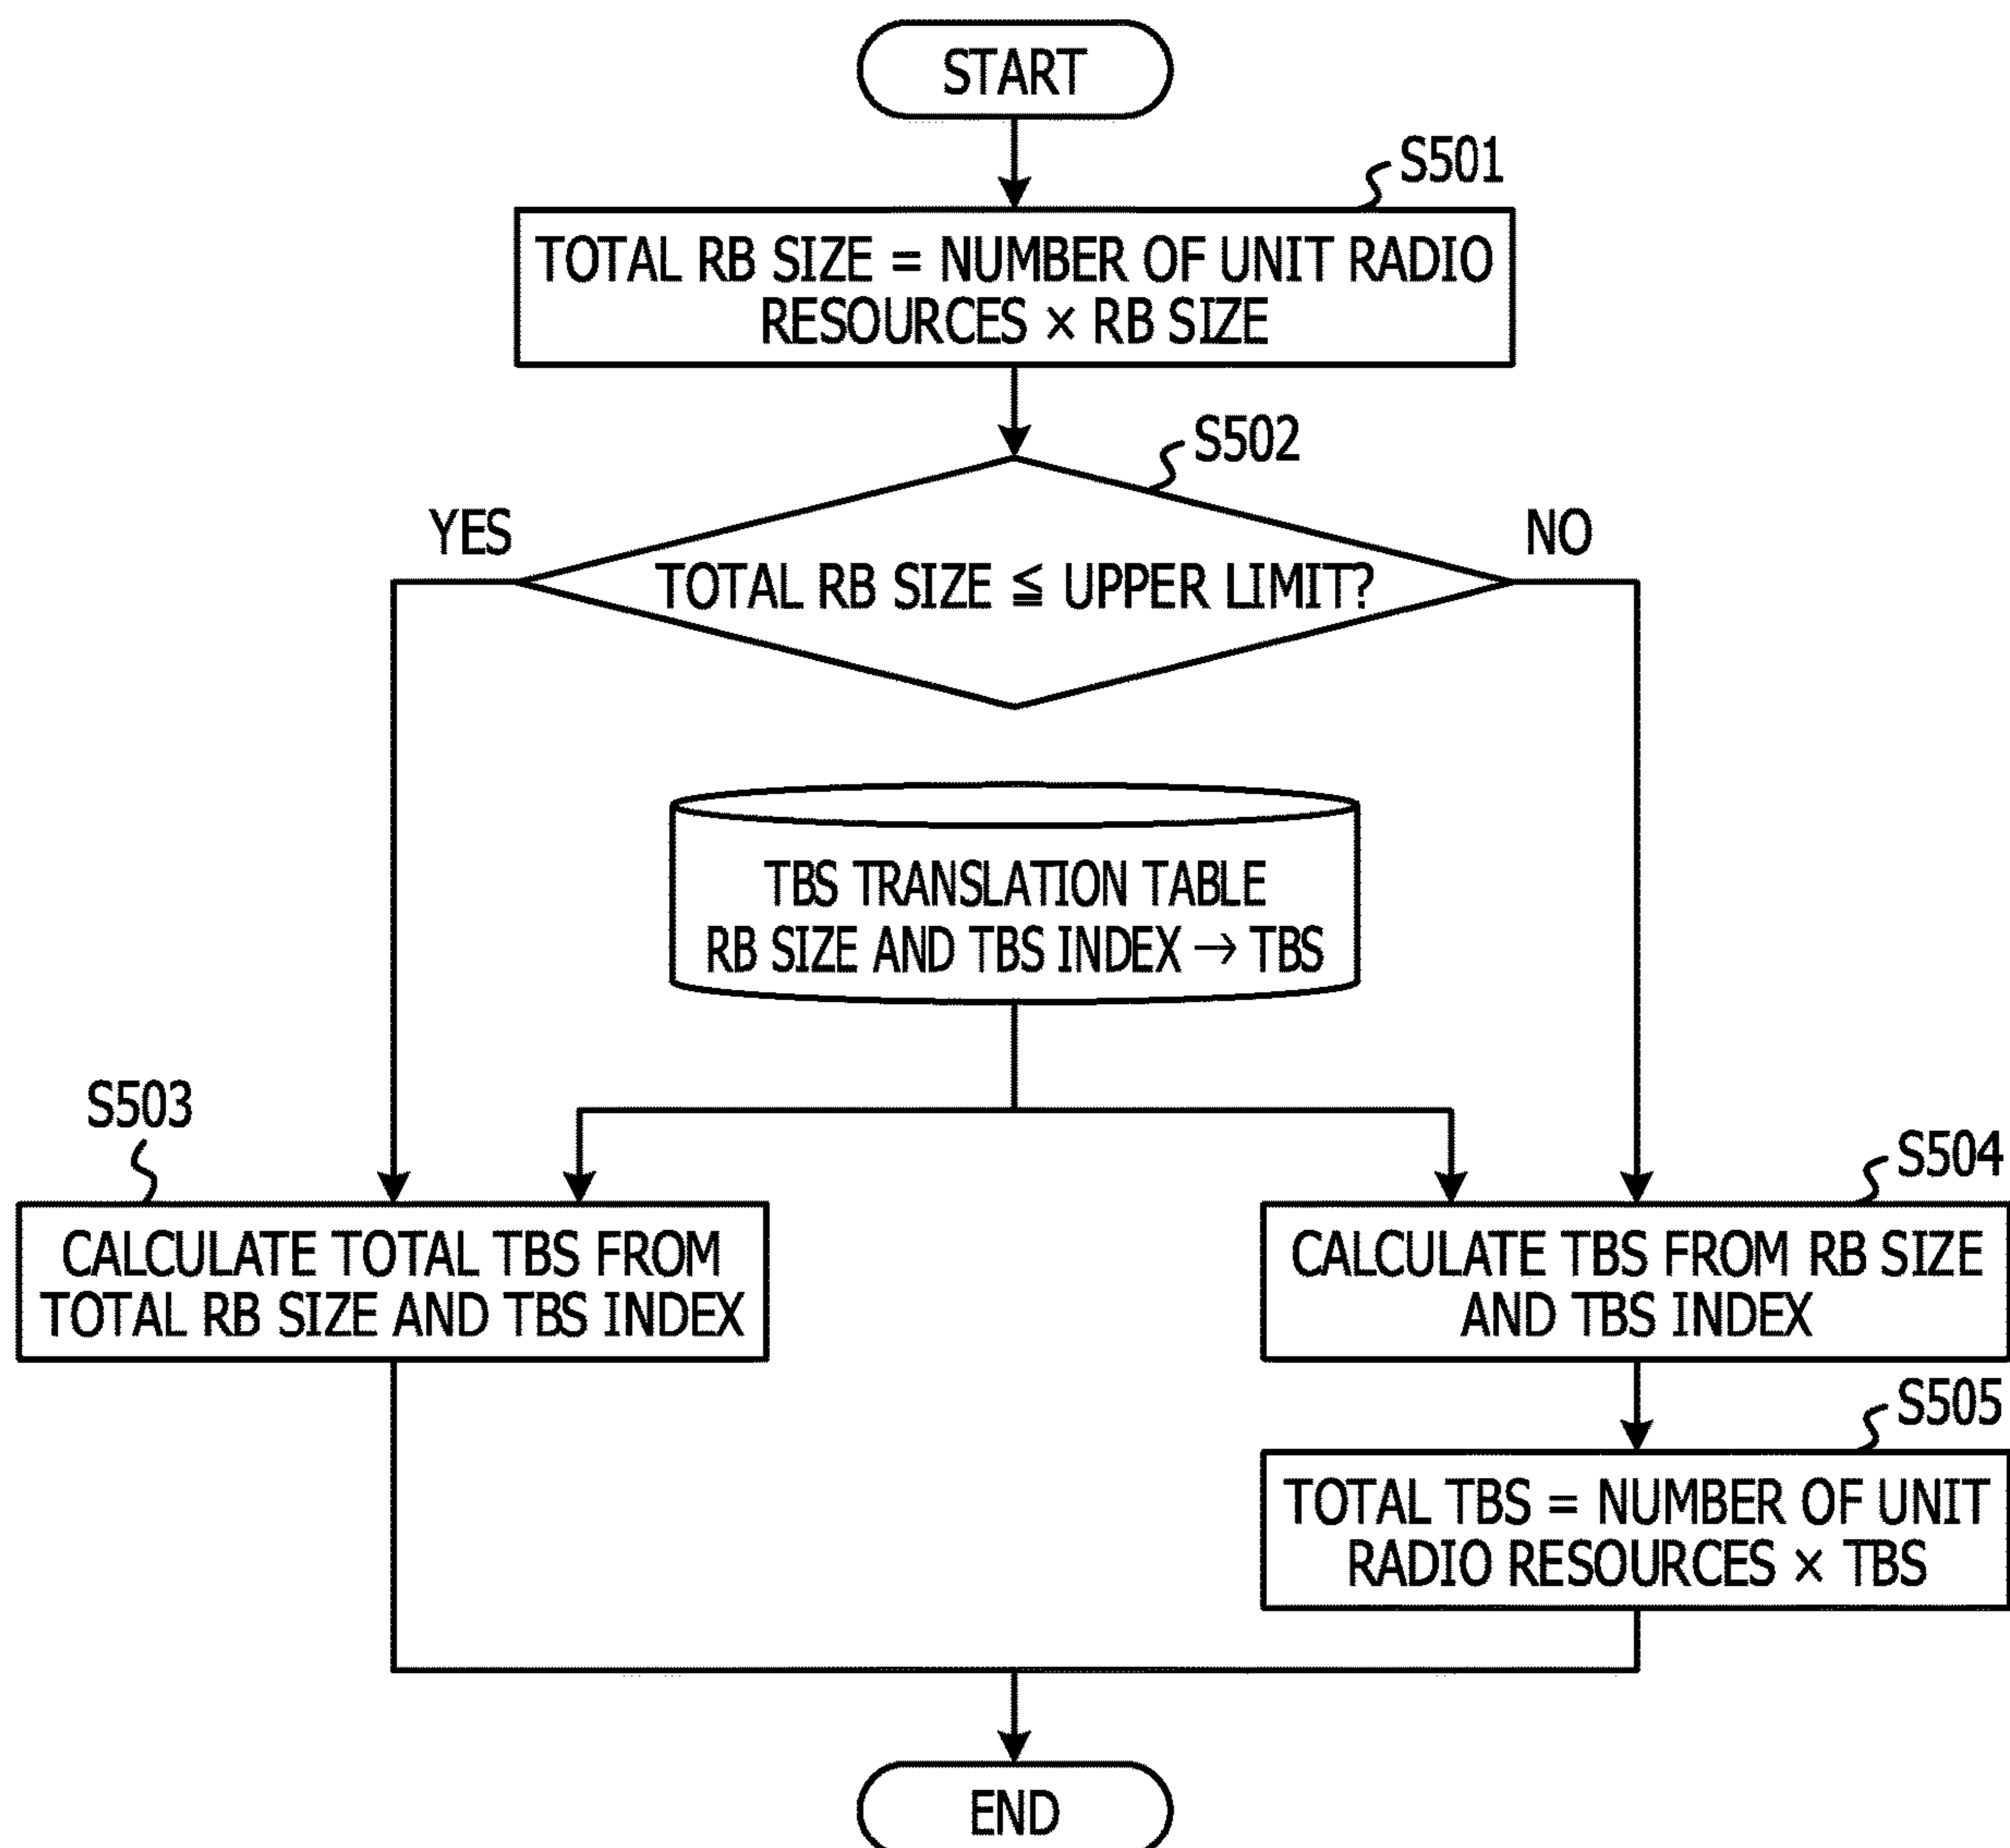 START
S501
TOTAL RB SIZE = NUMBER OF UNIT RADIO
RESOURCES × RB SIZE
S502
YES
NO
TOTAL RB SIZE ≦ UPPER LIMIT?
TBS TRANSLATION TABLE
RB SIZE AND TBS INDEX → TBS
S503
CALCULATE TOTAL TBS FROM
TOTAL RB SIZE AND TBS INDEX
S504
CALCULATE TBS FROM RB SIZE
AND TBS INDEX
S505
TOTAL TBS = NUMBER OF UNIT
RADIO RESOURCES × TBS
END